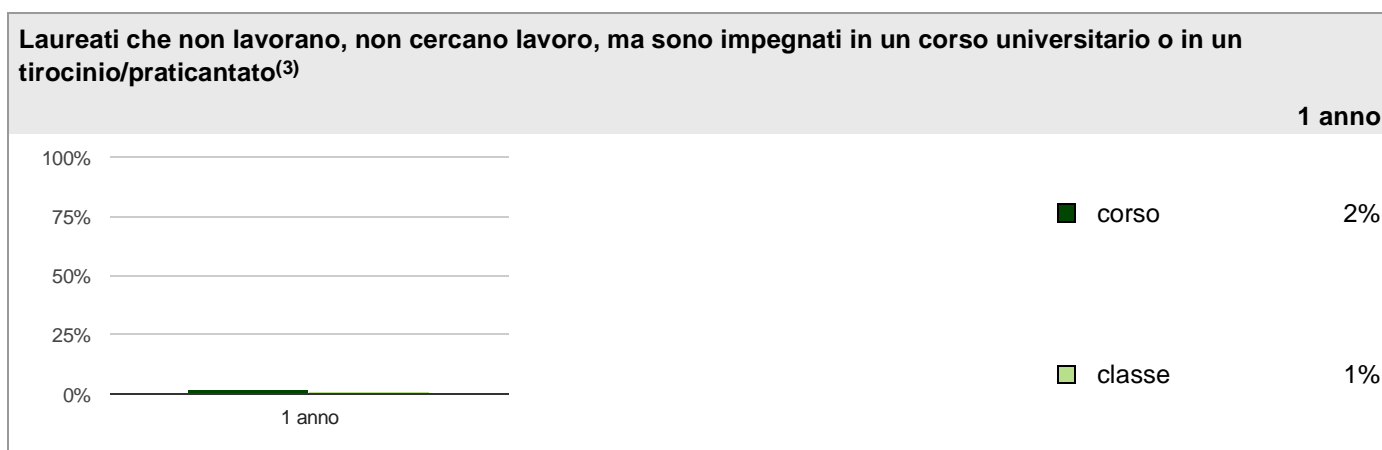 Laureati che non lavorano, non cercano lavoro, ma sono impegnati in un corso universitario o in un
tirocinio/praticantato(3)
1 anno
100%
75%
50%
25%
0%
1 anno
corso 2%
classe 1%